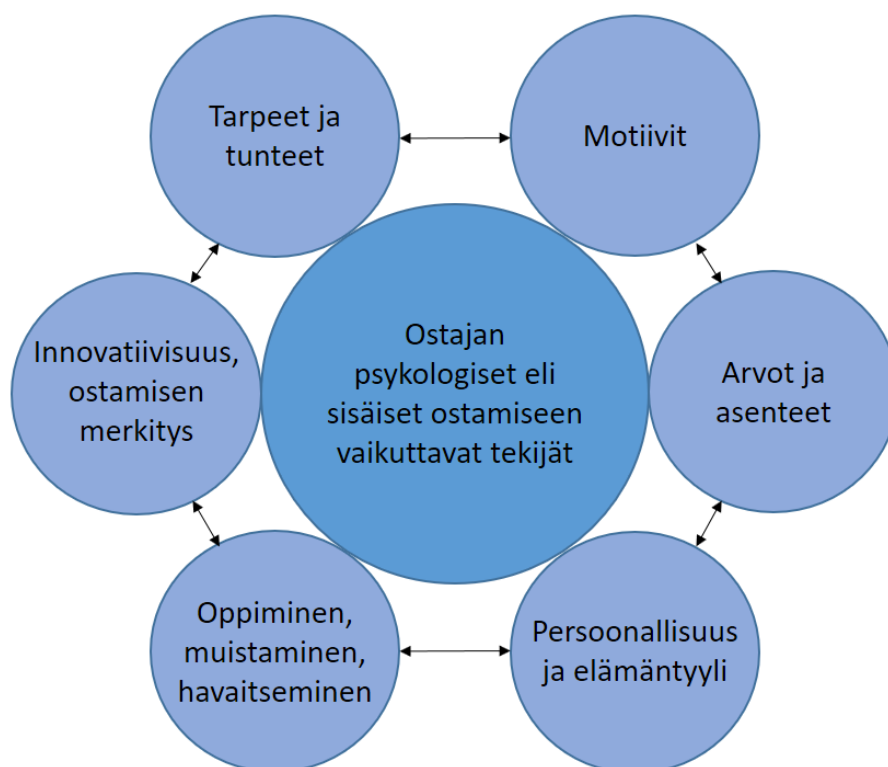 Tarpeet ja
tunteet
Motiivit
Innovatiivisuus,
ostamisen
merkitys
Ostajan
psykologiset eli
sisäiset ostamiseen
vaikuttavat tekijät
Arvot ja
asenteet
Oppiminen,
muistaminen,
havaitseminen
Persoonallisuus
ja elämäntyyli